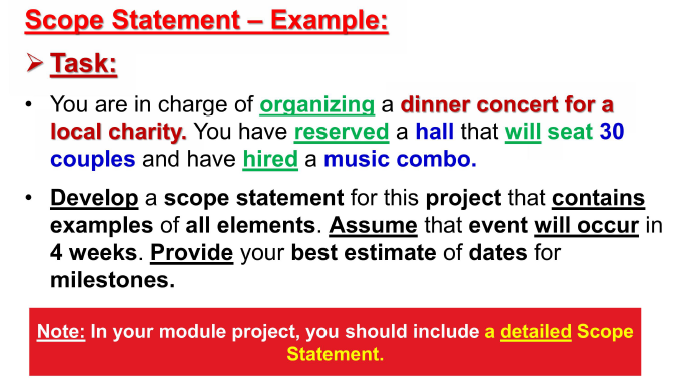 Scope Statement – Example:
➢ Task:
• You are in charge of organizing a dinner concert for a
local charity. You have reserved a hall that will seat 30
couples and have hired a music combo.
• Develop a scope statement for this project that contains
examples of all elements. Assume that event will occur in
4 weeks. Provide your best estimate of dates for
milestones.
Note: In your module project, you should include a detailed Scope
Statement.